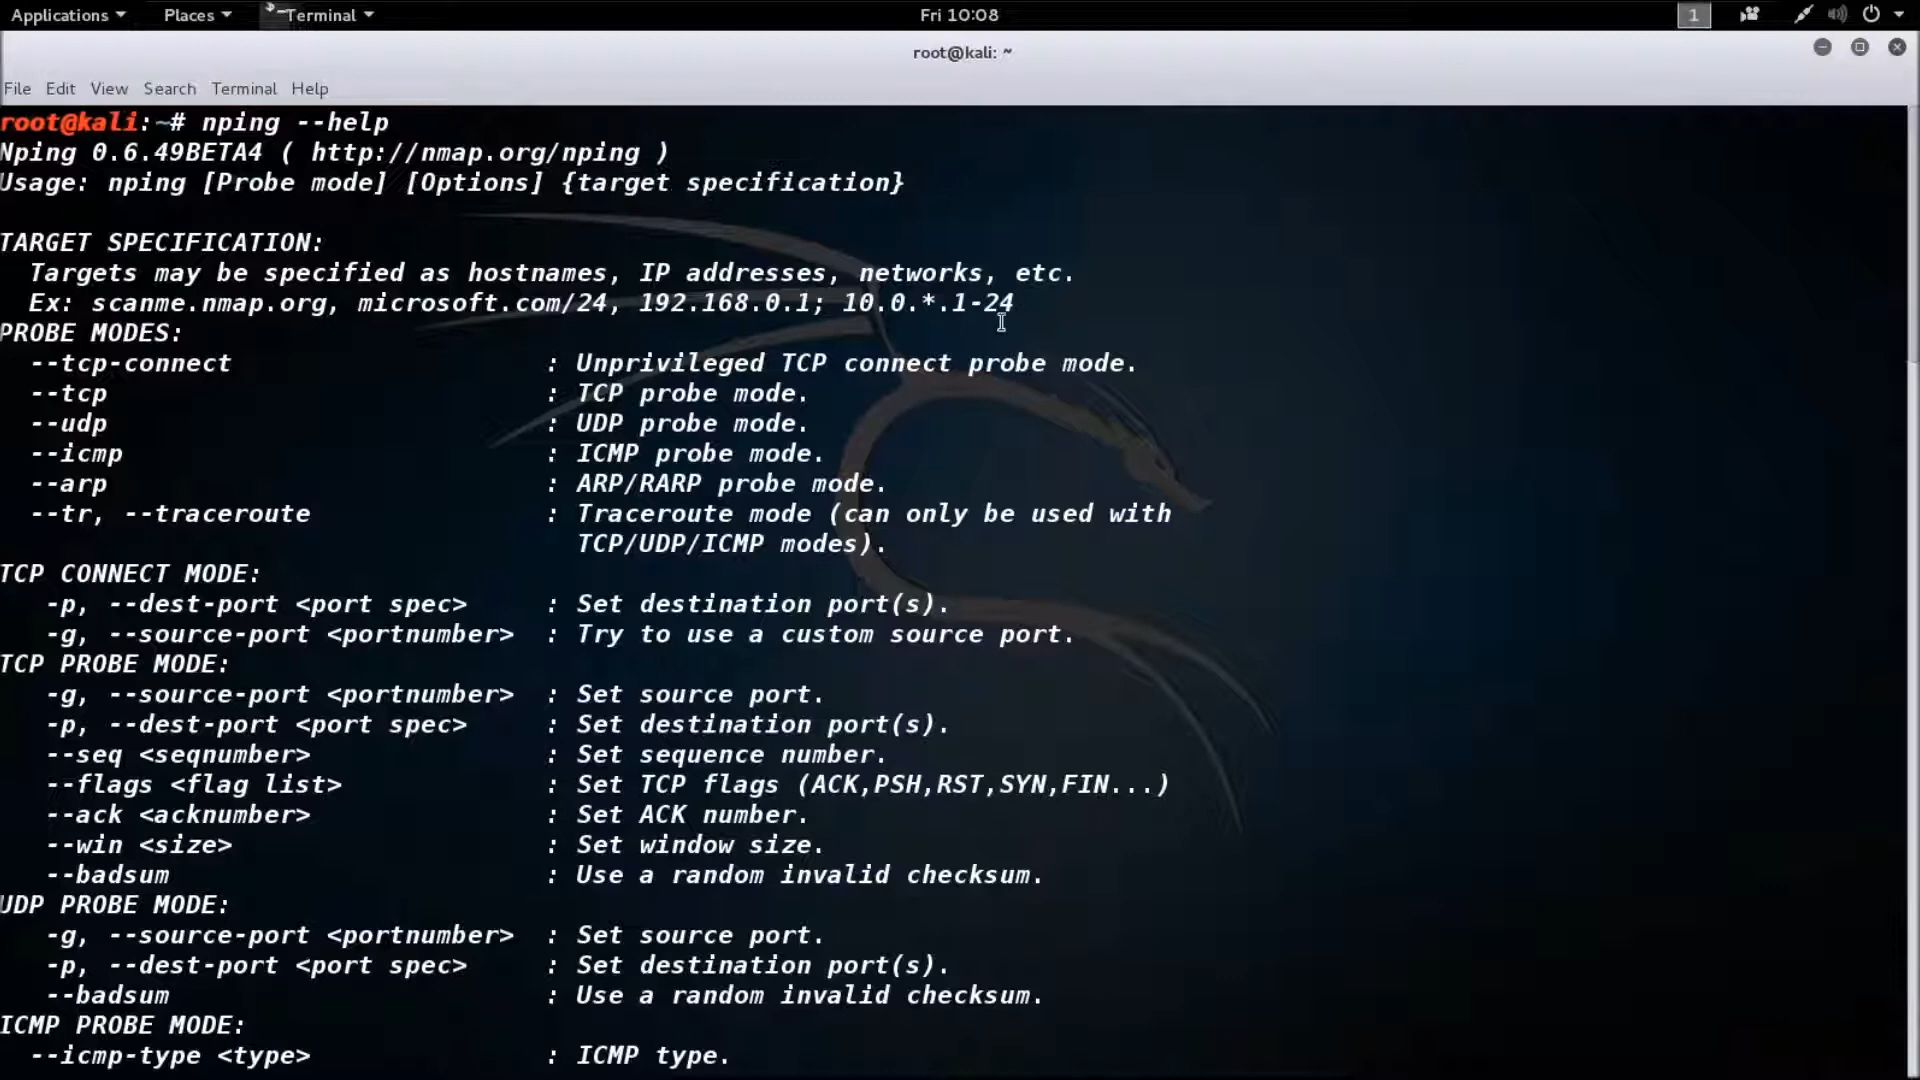 Applications Places Terminal Fri 10:08 1
root@kali: ~
File Edit View Search Terminal Help
root@kali:~# nping --help
Nping 0.6.49BETA4 ( http://nmap.org/nping )
Usage: nping [Probe mode] [Options] {target specification}
TARGET SPECIFICATION:
  Targets may be specified as hostnames, IP addresses, networks, etc.
  Ex: scanme.nmap.org, microsoft.com/24, 192.168.0.1; 10.0.*.1-24
PROBE MODES:
  --tcp-connect                    : Unprivileged TCP connect probe mode.
  --tcp                            : TCP probe mode.
  --udp                            : UDP probe mode.
  --icmp                           : ICMP probe mode.
  --arp                            : ARP/RARP probe mode.
  --tr, --traceroute               : Traceroute mode (can only be used with
                                     TCP/UDP/ICMP modes).
TCP CONNECT MODE:
   -p, --dest-port <port spec>     : Set destination port(s).
   -g, --source-port <portnumber>  : Try to use a custom source port.
TCP PROBE MODE:
   -g, --source-port <portnumber>  : Set source port.
   -p, --dest-port <port spec>     : Set destination port(s).
   --seq <seqnumber>               : Set sequence number.
   --flags <flag list>             : Set TCP flags (ACK,PSH,RST,SYN,FIN...)
   --ack <acknumber>               : Set ACK number.
   --win <size>                    : Set window size.
   --badsum                        : Use a random invalid checksum.
UDP PROBE MODE:
   -g, --source-port <portnumber>  : Set source port.
   -p, --dest-port <port spec>     : Set destination port(s).
   --badsum                        : Use a random invalid checksum.
ICMP PROBE MODE:
  --icmp-type <type>               : ICMP type.